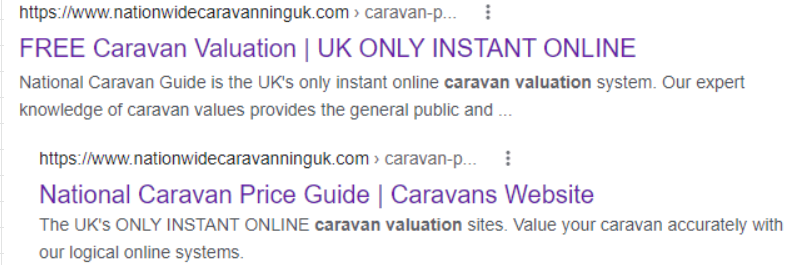 https://www.nationwidecaravanninguk.com › caravan-p...
FREE Caravan Valuation | UK ONLY INSTANT ONLINE
National Caravan Guide is the UK's only instant online caravan valuation system. Our expert
knowledge of caravan values provides the general public and ...
https://www.nationwidecaravanninguk.com › caravan-p...
National Caravan Price Guide | Caravans Website
The UK's ONLY INSTANT ONLINE caravan valuation sites. Value your caravan accurately with
our logical online systems.